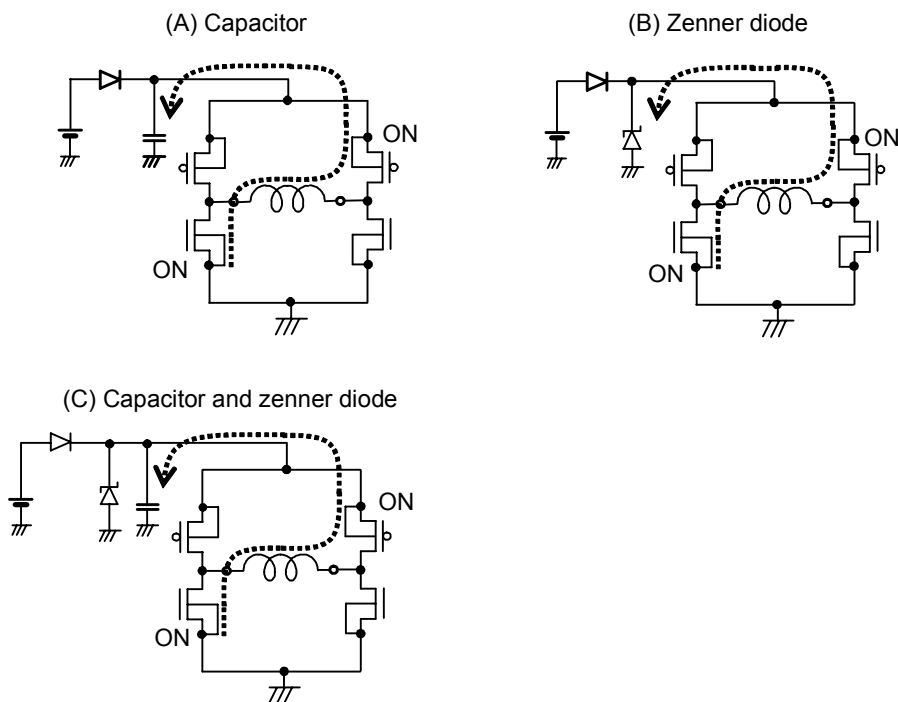 (A) Capacitor
(B) Zenner diode
ON
ON
ON
ON
(C) Capacitor and zenner diode
ON
ON